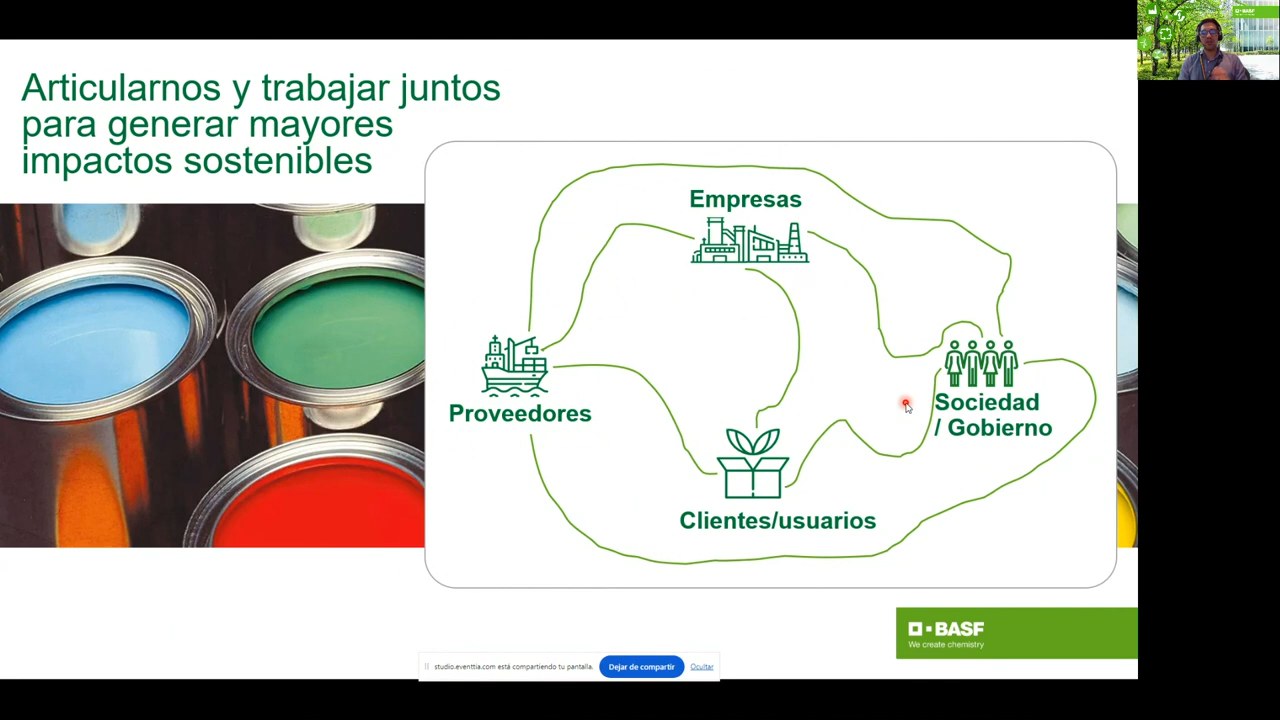 Articularnos y trabajar juntos
para generar mayores
impactos sostenibles
Empresas
Proveedores
Sociedad
/ Gobierno
Clientes/usuarios
BASF
We create chemistry
studio.eventtia.com está compartiendo tu pantalla.
Dejar de compartir
Ocultar
BASF